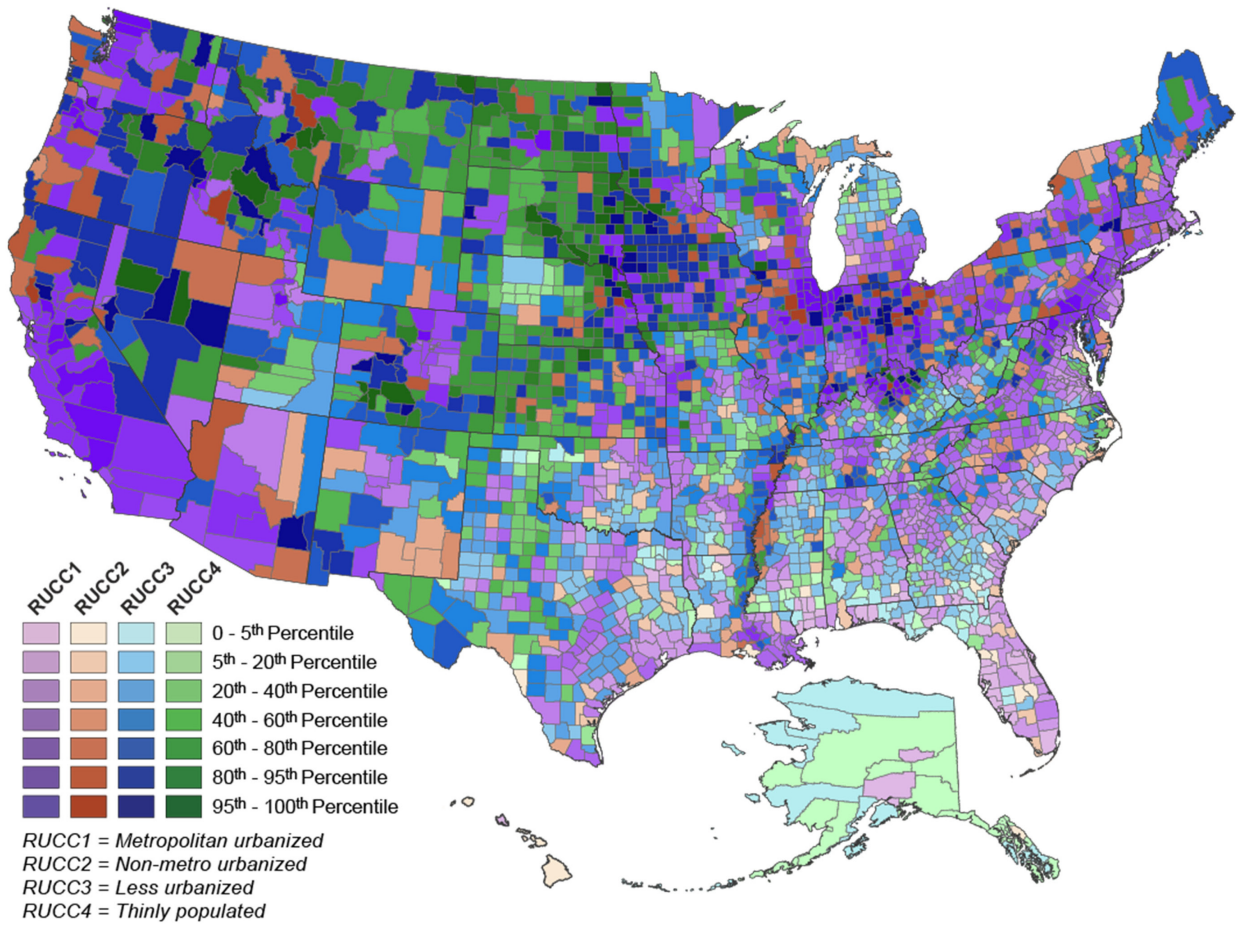 RUCC1 RUCC2 RUCC3 RUCC4
0 - 5th Percentile
5th - 20th Percentile
20th - 40th Percentile
40th - 60th Percentile
60th - 80th Percentile
80th - 95th Percentile
95th - 100th Percentile
RUCC1 = Metropolitan urbanized
RUCC2 = Non-metro urbanized
RUCC3 = Less urbanized
RUCC4 = Thinly populated